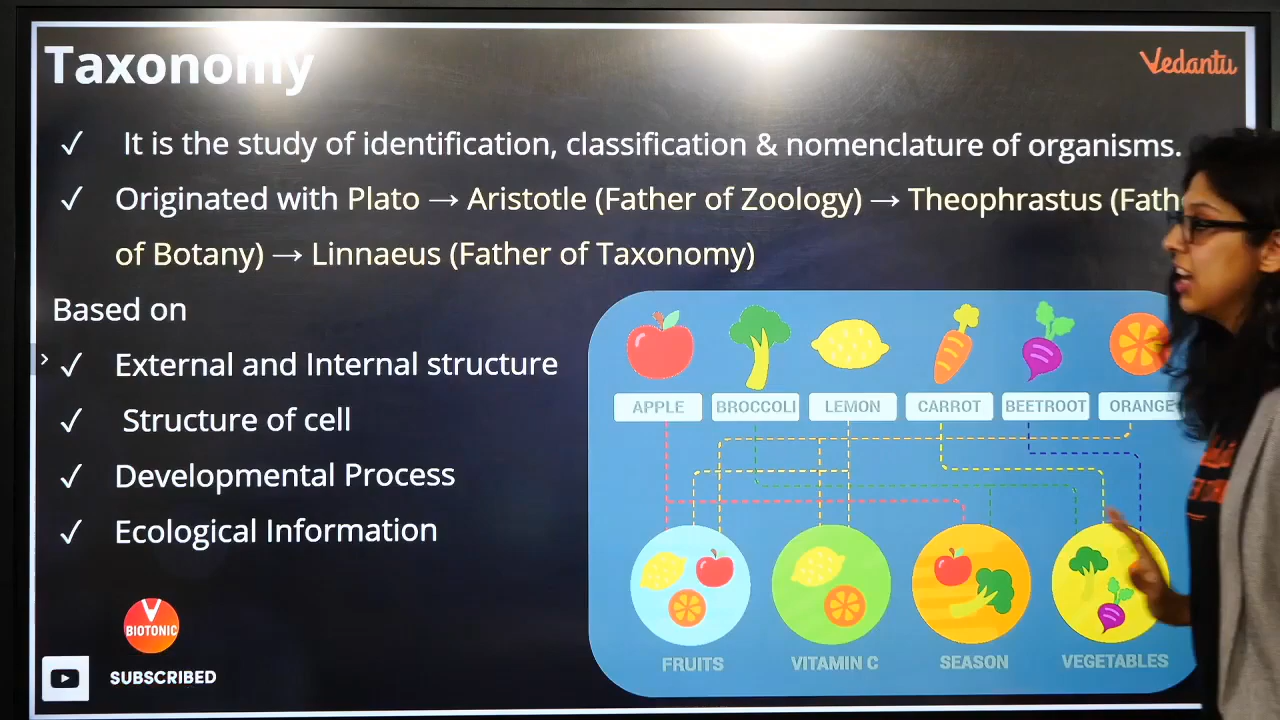 Taxonomy
Vedantu
✓ It is the study of identification, classification & nomenclature of organisms.
✓ Originated with Plato → Aristotle (Father of Zoology) → Theophrastus (Fath
of Botany) → Linnaeus (Father of Taxonomy)
Based on
✓ External and Internal structure
✓ Structure of cell
✓ Developmental Process
✓ Ecological Information
APPLE BROCCOLI LEMON CARROT BEETROOT ORANGE
FRUITS VITAMIN C SEASON VEGETABLES
V
BIOTONIC
SUBSCRIBED